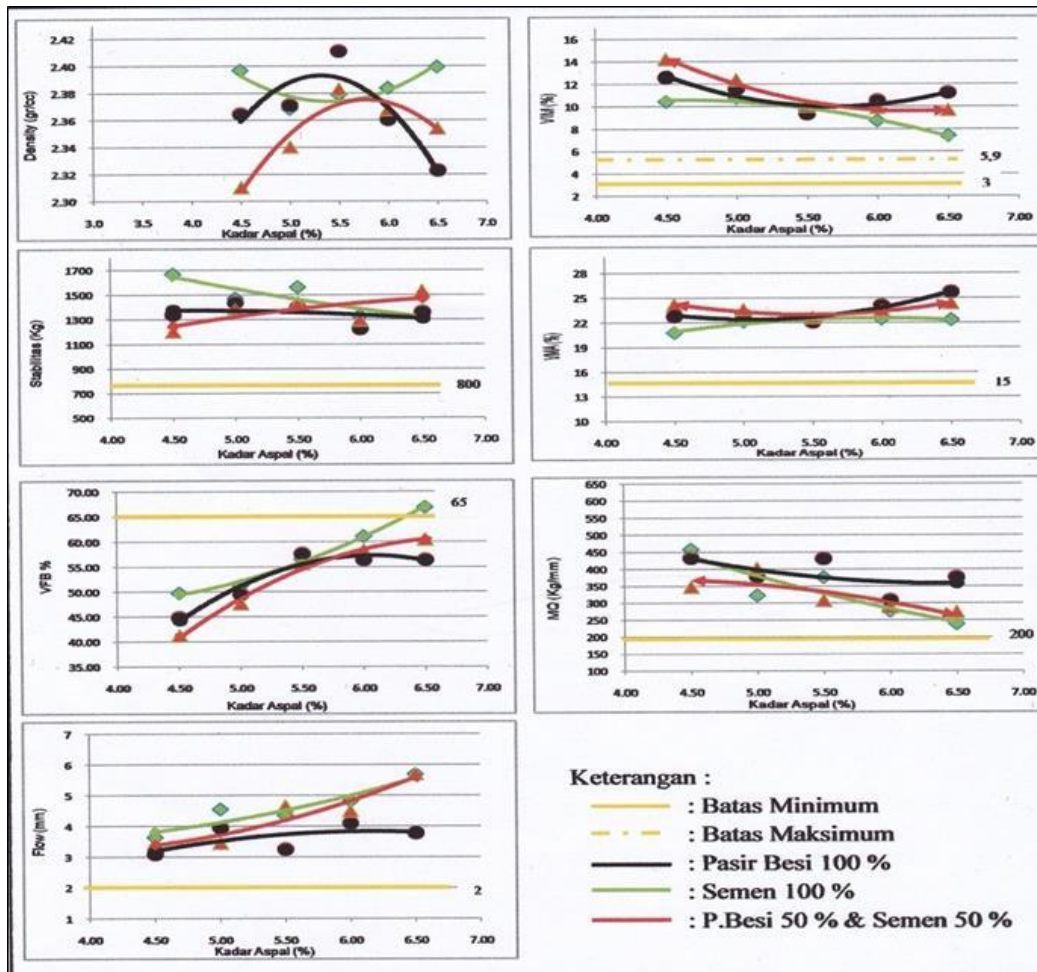 2.42
2.40
2.38
2.36
2.34
2.32
2.30
Density (gr/cc)
3.0 3.5 4.0 4.5 5.0 5.5 6.0 6.5 7.0
Kadar Aspal (%)
16
14
12
10
8
6
4
2
VIM (%)
5,9
3
4.00 4.50 5.00 5.50 6.00 6.50 7.00
Kadar Aspal (%)
1700
1500
1300
1100
900
700
500
Stabilitas (Kg)
800
4.00 4.50 5.00 5.50 6.00 6.50 7.00
Kadar Aspal (%)
28
25
22
19
16
13
10
VMA (%)
15
4.00 4.50 5.00 5.50 6.00 6.50 7.00
Kadar Aspal (%)
70.00
65.00
60.00
55.00
50.00
45.00
40.00
35.00
VFB %
65
4.00 4.50 5.00 5.50 6.00 6.50 7.00
Kadar Aspal (%)
650
600
550
500
450
400
350
300
250
200
150
100
MQ (Kg/mm)
200
4.00 4.50 5.00 5.50 6.00 6.50 7.00
Kadar Aspal (%)
7
6
5
4
3
2
1
Flow (mm)
2
4.00 4.50 5.00 5.50 6.00 6.50 7.00
Kadar Aspal (%)
Keterangan :
: Batas Minimum
: Batas Maksimum
: Pasir Besi 100 %
: Semen 100 %
: P.Besi 50 % & Semen 50 %